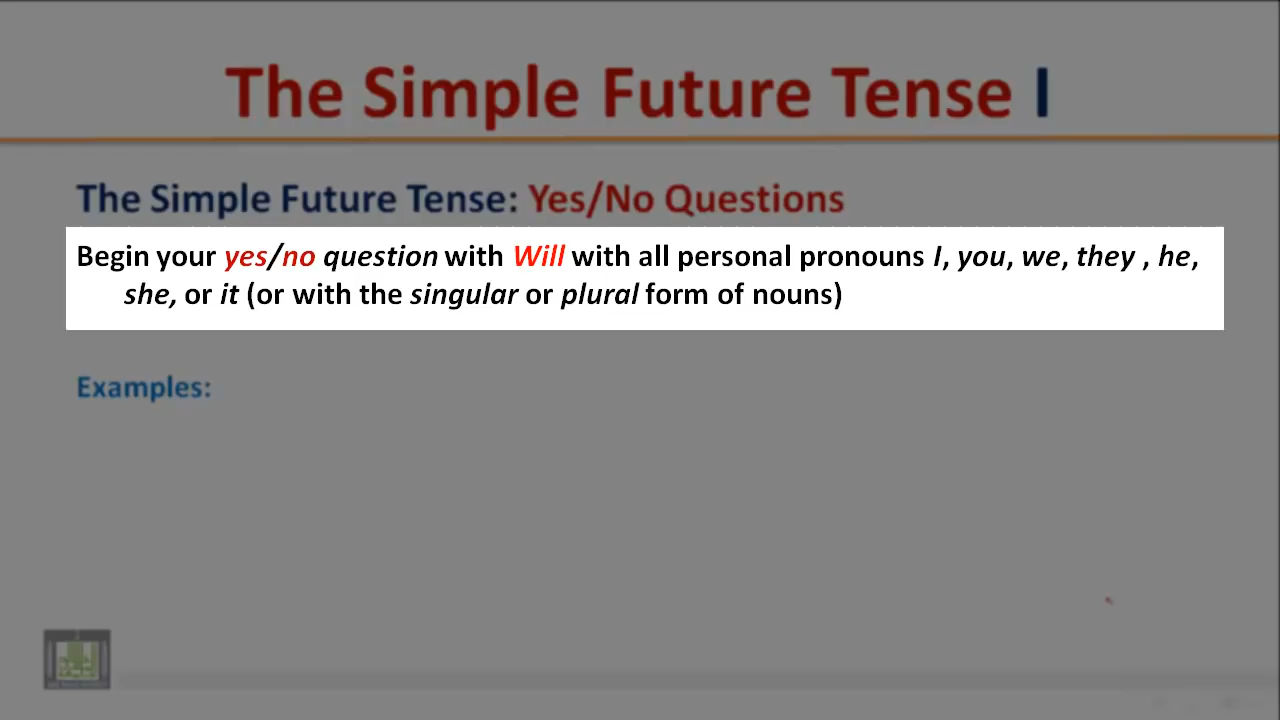 The Simple Future Tense I
The Simple Future Tense: Yes/No Questions
Begin your yes/no question with Will with all personal pronouns I, you, we, they , he,
she, or it (or with the singular or plural form of nouns)
Examples: